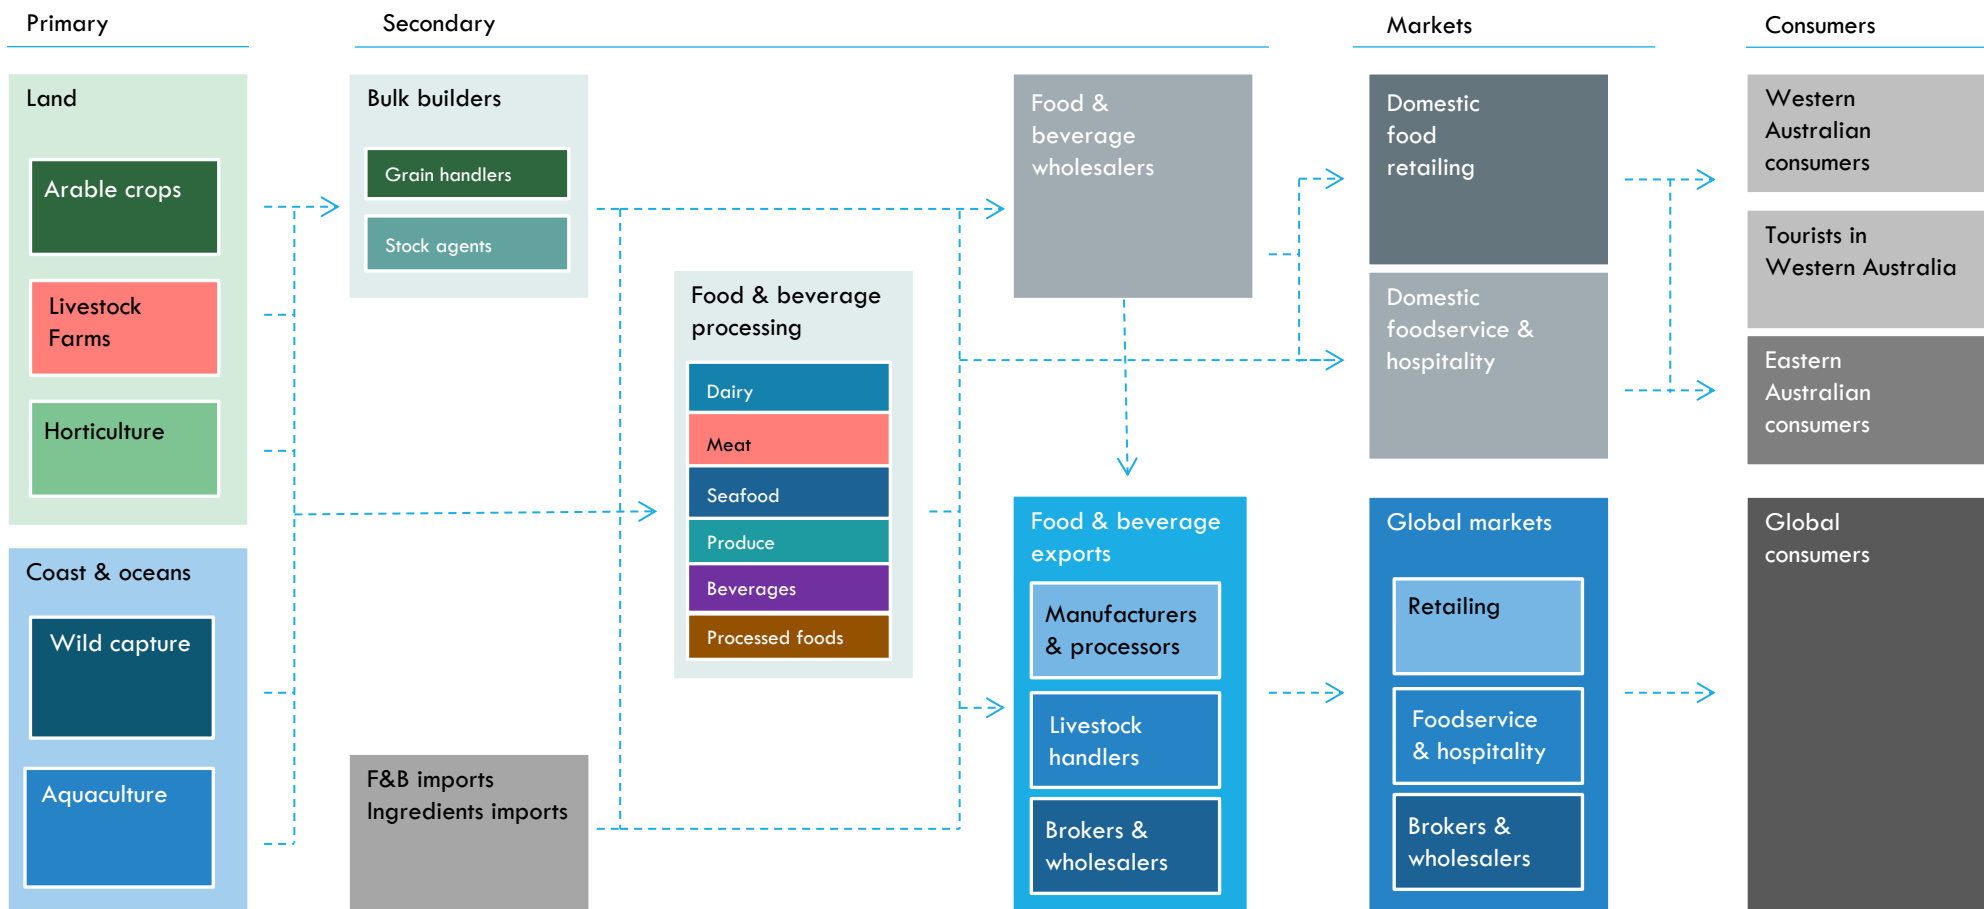 Primary
Secondary
Markets
Consumers
Land
Arable crops
Livestock
Farms
Horticulture
Coast & oceans
Wild capture
Aquaculture
Bulk builders
Grain handlers
Stock agents
F&B imports
Ingredients imports
Food & beverage
processing
Dairy
Meat
Seafood
Produce
Beverages
Processed foods
Food &
beverage
wholesalers
Food & beverage
exports
Manufacturers
& processors
Livestock
handlers
Brokers &
wholesalers
Domestic
food
retailing
Domestic
foodservice &
hospitality
Global markets
Retailing
Foodservice
& hospitality
Brokers &
wholesalers
Western
Australian
consumers
Tourists in
Western Australia
Eastern
Australian
consumers
Global
consumers